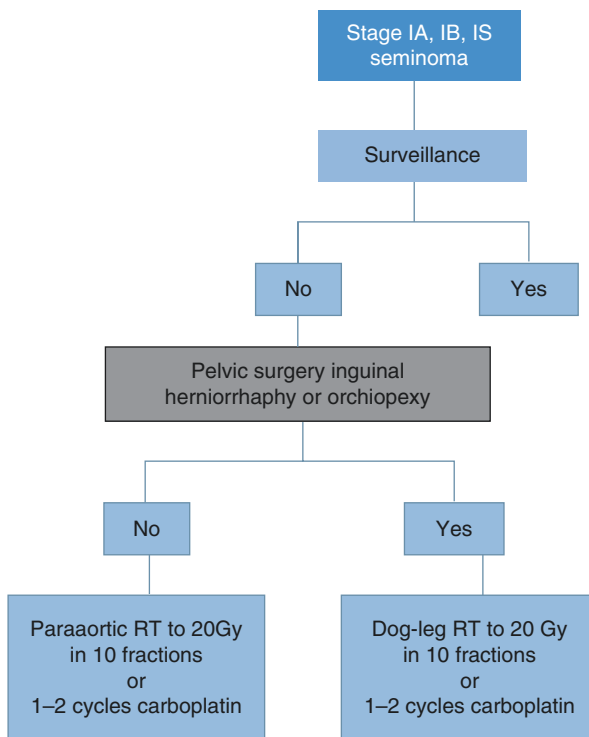 Stage IA, IB, IS
seminoma
Surveillance
No
Yes
Pelvic surgery inguinal
herniorrhaphy or orchiopexy
No
Yes
Paraaortic RT to 20Gy
in 10 fractions
or
1–2 cycles carboplatin
Dog-leg RT to 20 Gy
in 10 fractions
or
1–2 cycles carboplatin